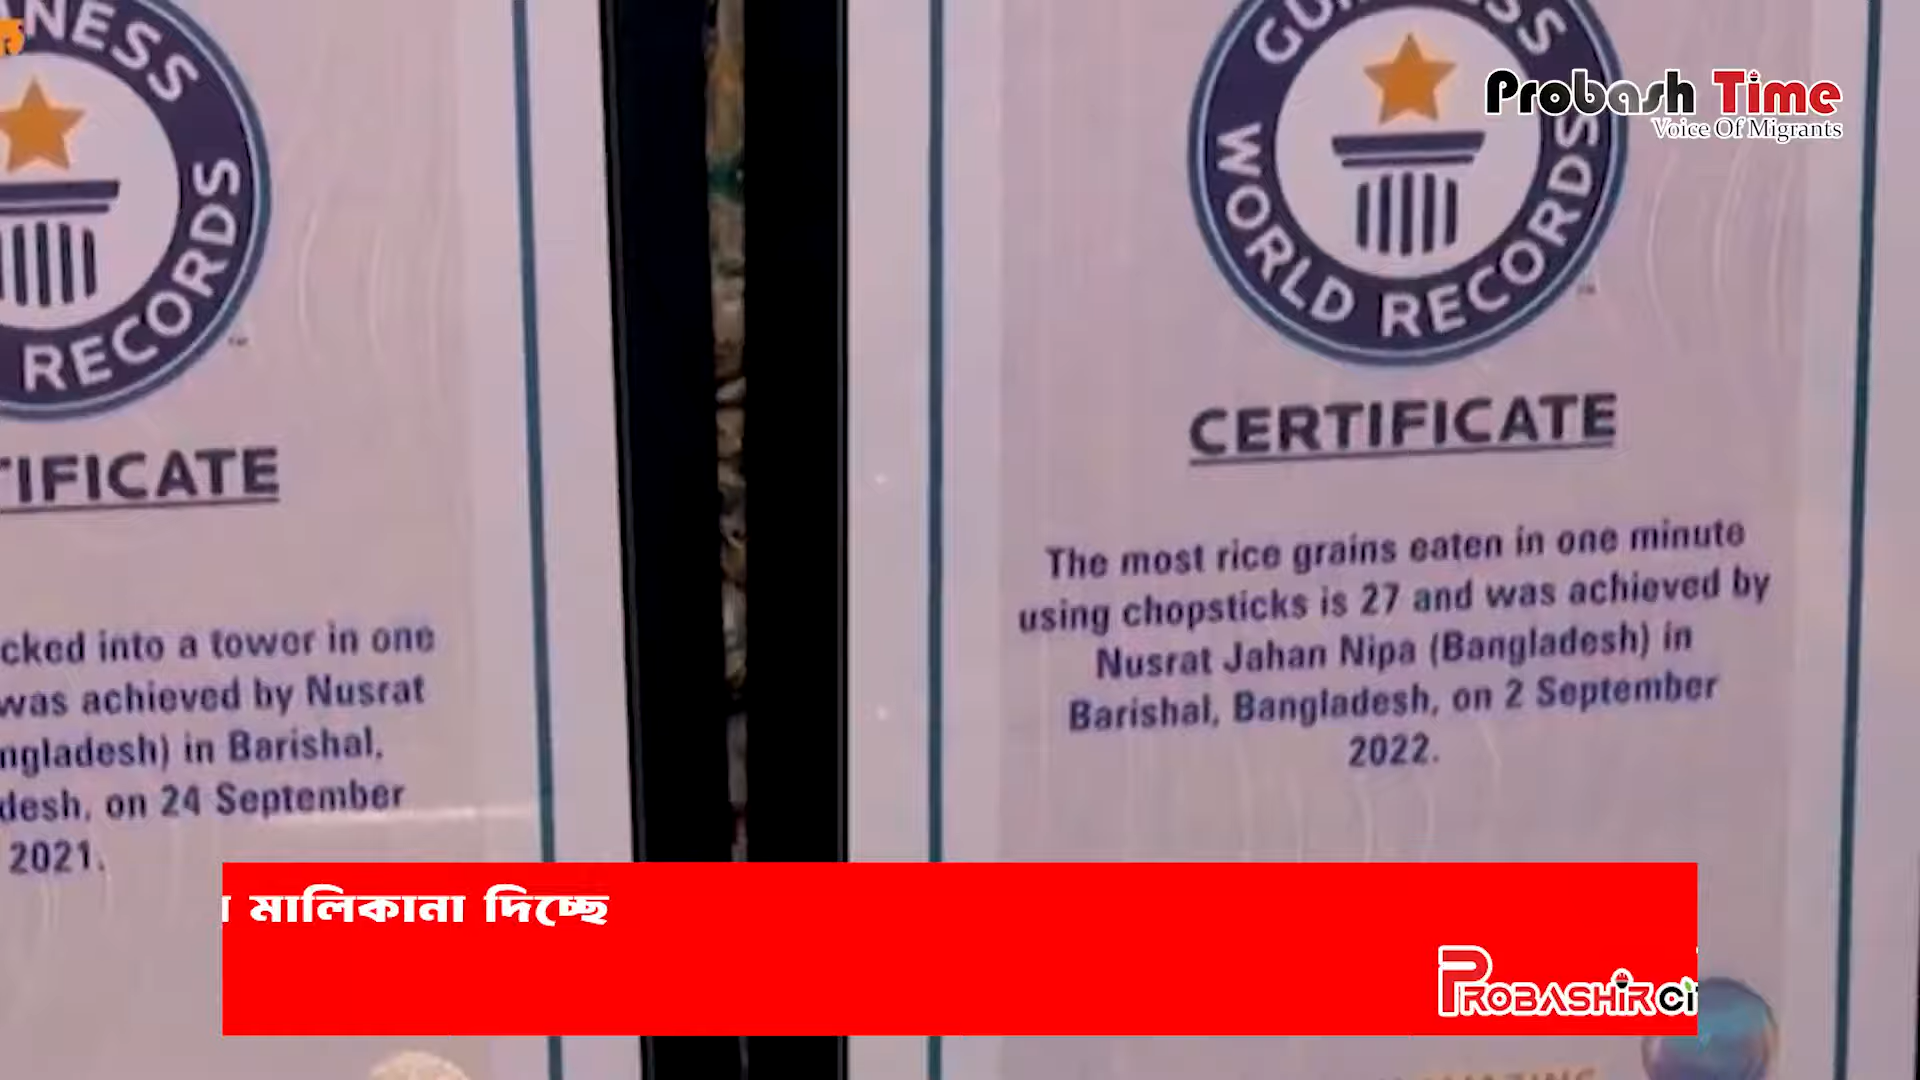 NESS
RECORDS
TIFICATE
cked into a tower in one
was achieved by Nusrat
ngladesh) in Barishal,
desh, on 24 September
2021.
GUINNESS
WORLD RECORDS
CERTIFICATE
The most rice grains eaten in one minute
using chopsticks is 27 and was achieved by
Nusrat Jahan Nipa (Bangladesh) in
Barishal, Bangladesh, on 2 September
2022.
Probash Time
Voice Of Migrants
মালিকানা দিচ্ছে
PROBASHIR Ci